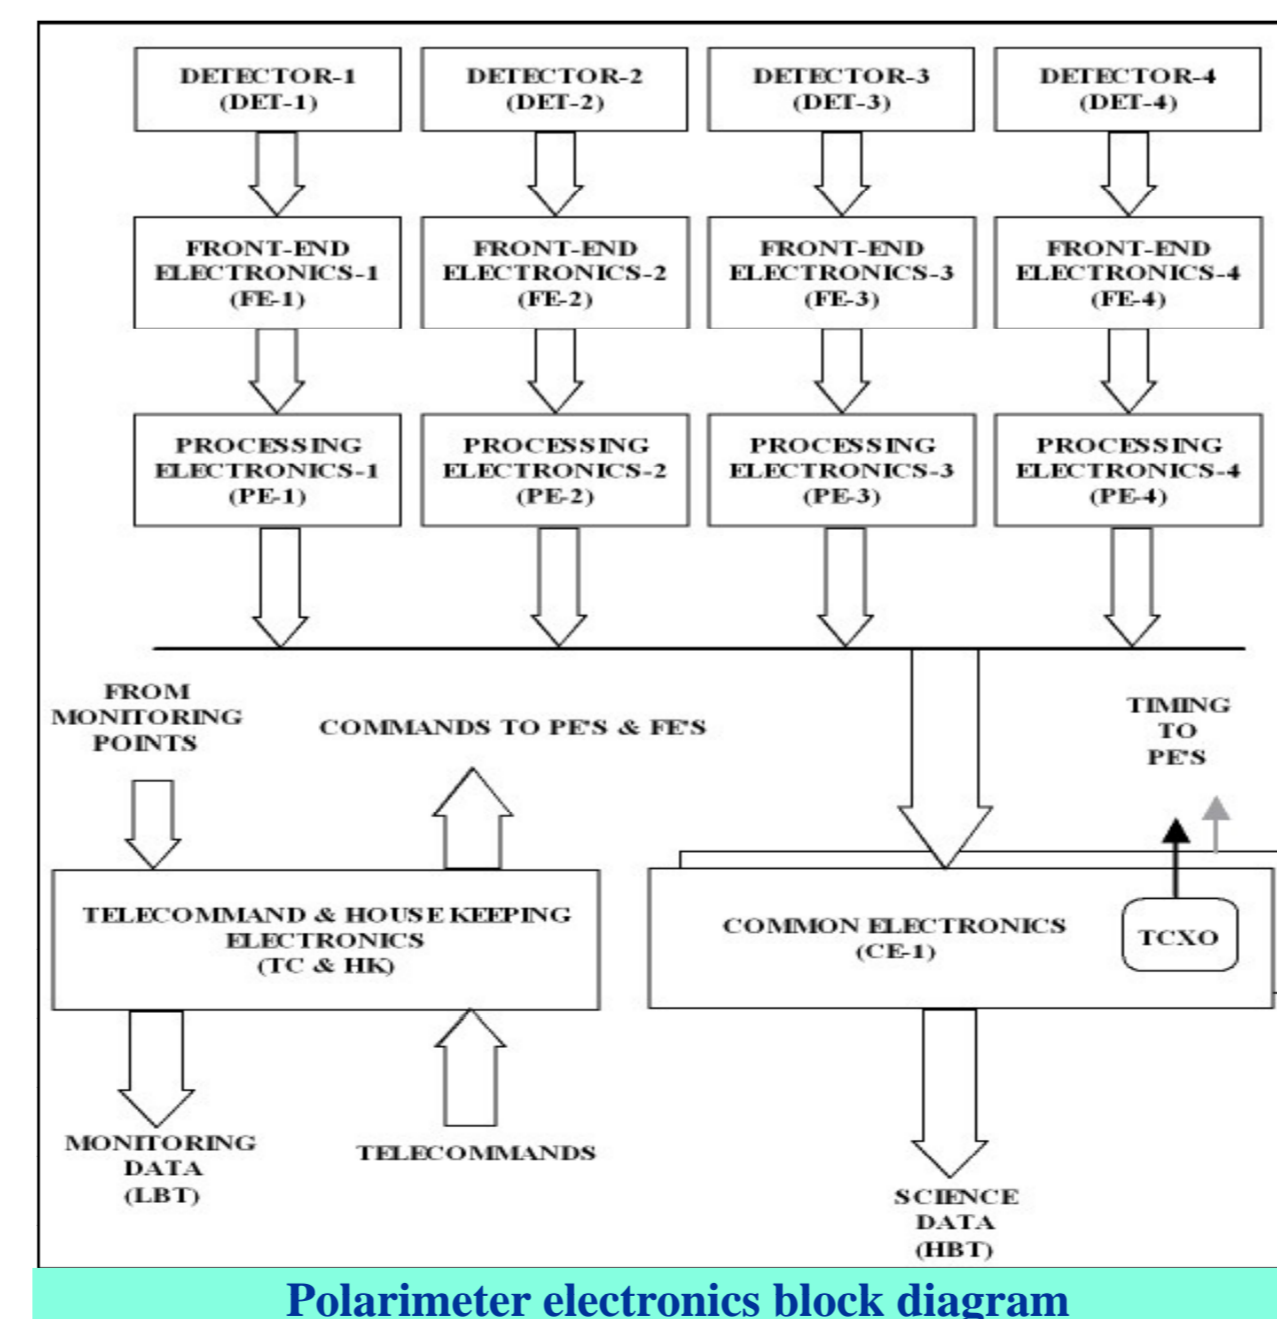 DETECTOR-1
(DET-1)
DETECTOR-2
(DET-2)
DETECTOR-3
(DET-3)
DETECTOR-4
(DET-4)
FRONT-END
ELECTRONICS-1
(FE-1)
FRONT-END
ELECTRONICS-2
(FE-2)
FRONT-END
ELECTRONICS-3
(FE-3)
FRONT-END
ELECTRONICS-4
(FE-4)
PROCESSING
ELECTRONICS-1
(PE-1)
PROCESSING
ELECTRONICS-2
(PE-2)
PROCESSING
ELECTRONICS-3
(PE-3)
PROCESSING
ELECTRONICS-4
(PE-4)
FROM
MONITORING
POINTS
COMMANDS TO PE'S & FE'S
TIMING
TO
PE'S
TELECOMMAND & HOUSE KEEPING
ELECTRONICS
(TC & HK)
COMMON ELECTRONICS
(CE-1)
TCXO
MONITORING
DATA
(LBT)
TELECOMMANDS
SCIENCE
DATA
(HBT)
Polarimeter electronics block diagram